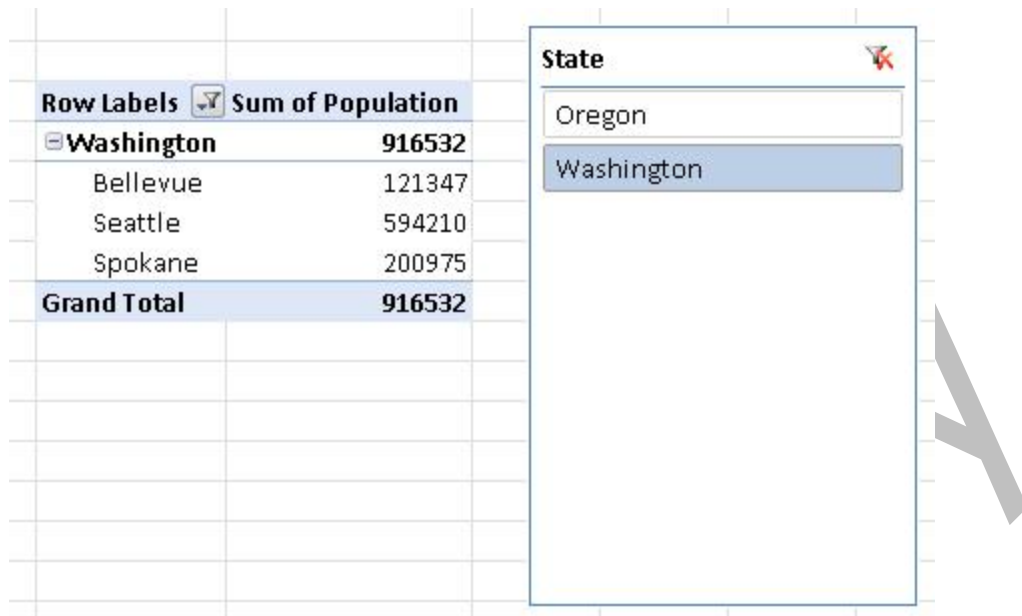 State
Row Labels Sum of Population
Oregon
Washington 916532
Washington
Bellevue 121347
Seattle 594210
Spokane 200975
Grand Total 916532